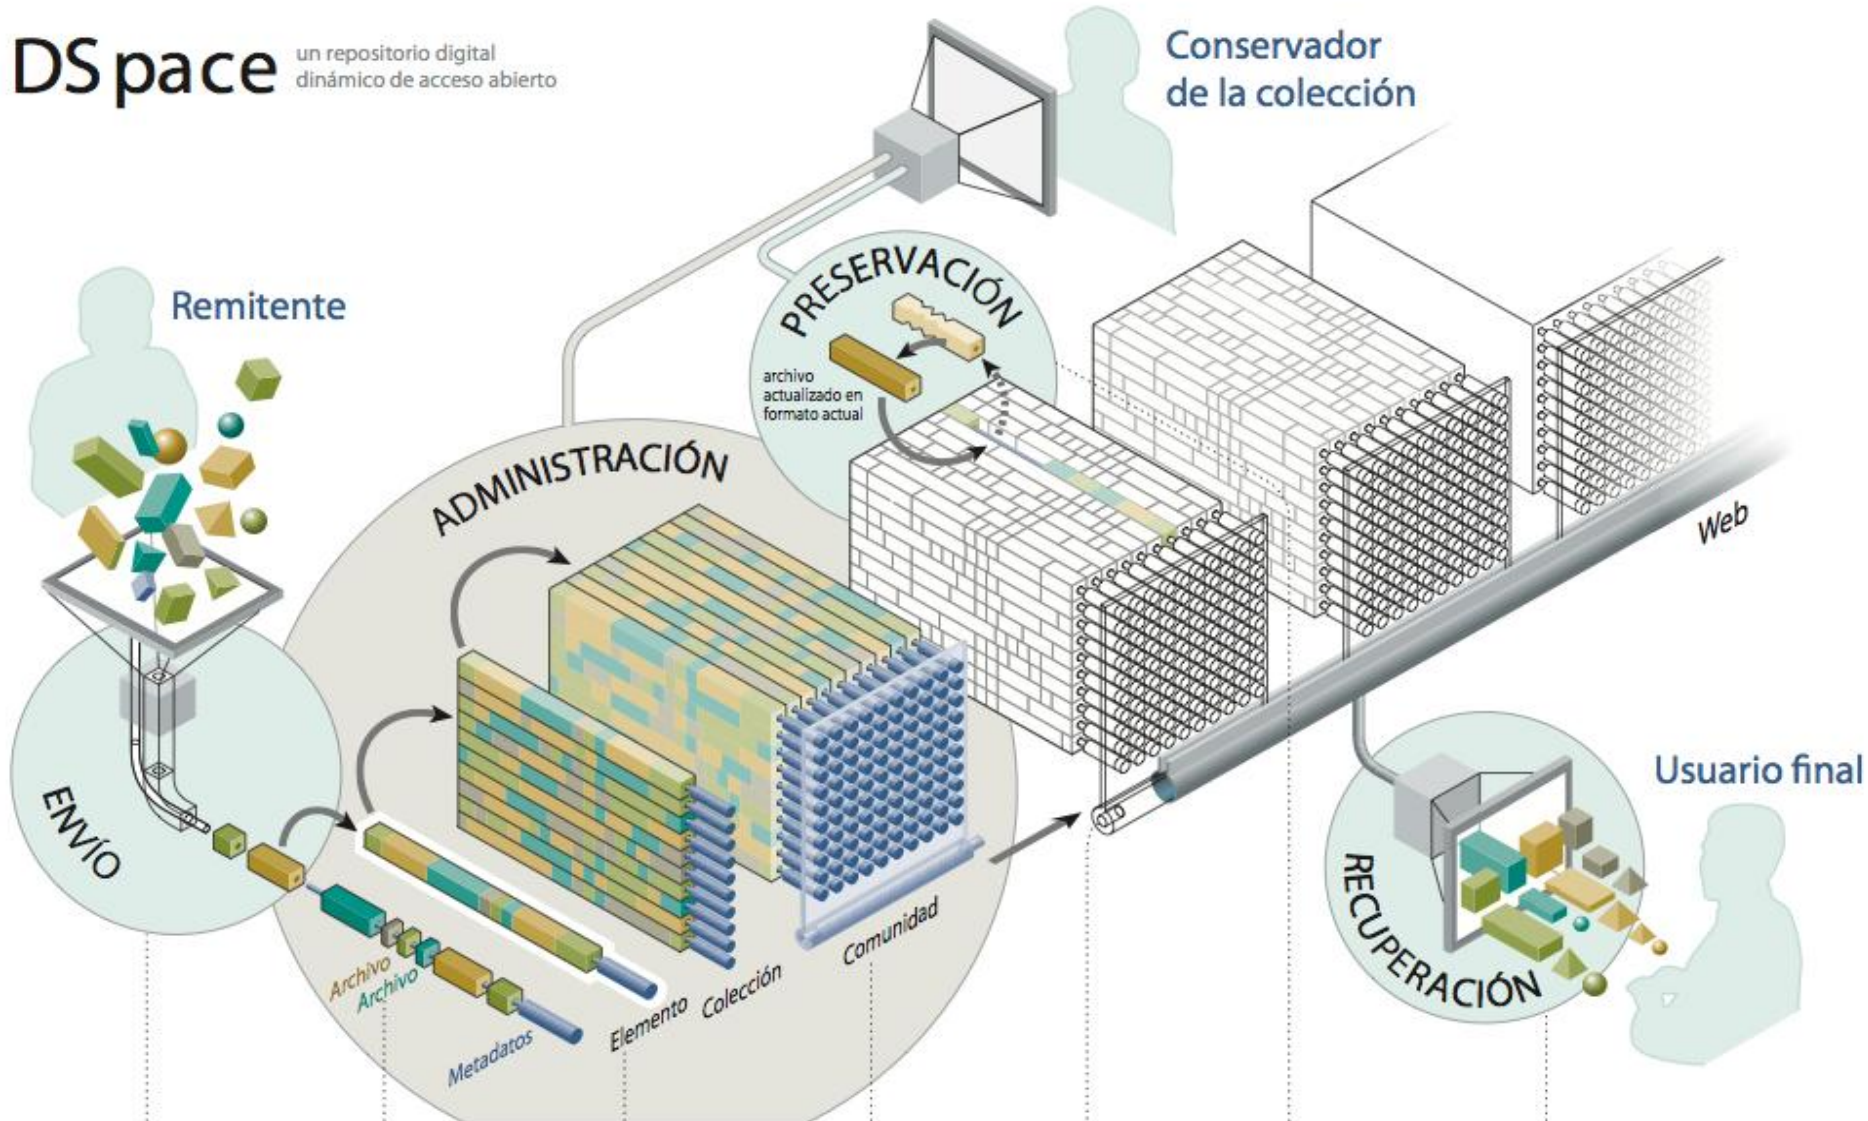 DSpace
un repositorio digital
dinámico de acceso abierto
Conservador
de la colección
Remitente
PRESERVACIÓN
archivo
actualizado en
formato actual
ADMINISTRACIÓN
Web
Usuario final
ENVÍO
RECUPERACIÓN
Comunidad
Colección
Elemento
Archivo
Archivo
Metadatos